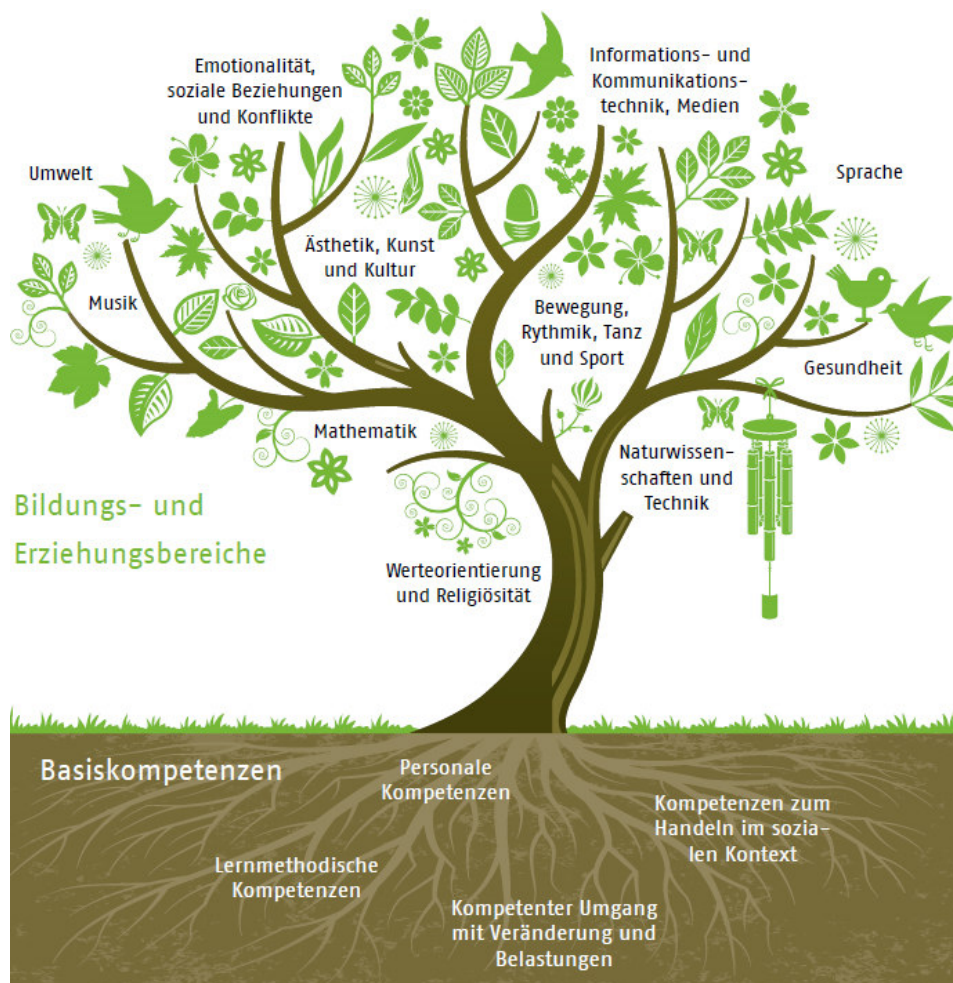 Emotionalität,
soziale Beziehungen
und Konflikte
Informations- und
Kommunikations-
technik, Medien
Umwelt
Sprache
Ästhetik, Kunst
und Kultur
Musik
Bewegung,
Rythmik, Tanz
und Sport
Gesundheit
Mathematik
Naturwissen-
schaften und
Technik
Bildungs- und
Erziehungsbereiche
Werteorientierung
und Religiösität
Basiskompetenzen
Personale
Kompetenzen
Kompetenzen zum
Handeln im sozia-
len Kontext
Lernmethodische
Kompetenzen
Kompetenter Umgang
mit Veränderung und
Belastungen